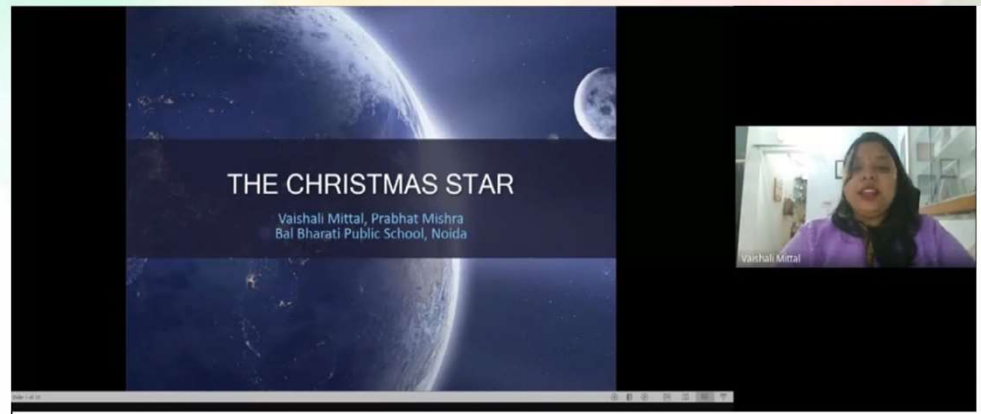 THE CHRISTMAS STAR
Vaishali Mittal, Prabhat Mishra
Bal Bharati Public School, Noida
Vaishali Mittal